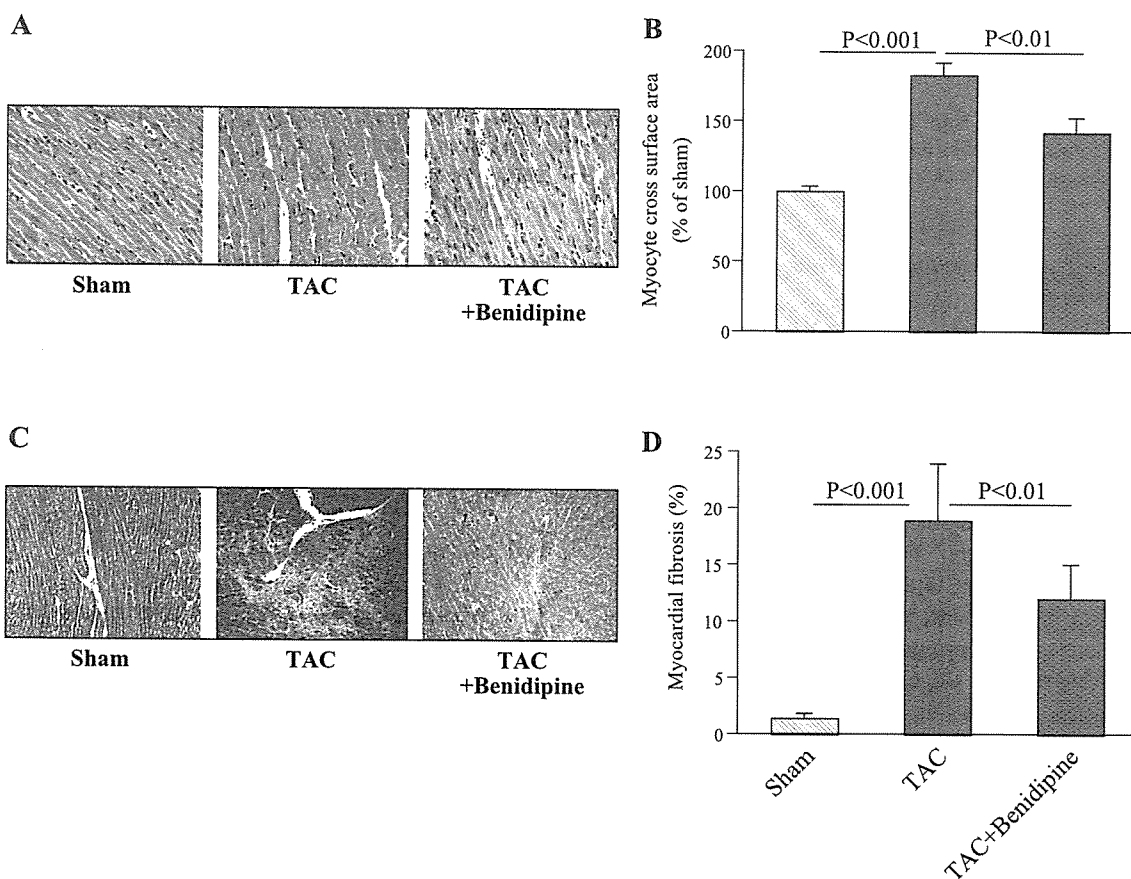 A
Sham
TAC
TAC
+Benidipine
B
Myocyte cross surface area
(% of sham)
200
150
100
50
0
P<0.001
P<0.01
C
Sham
TAC
TAC
+Benidipine
D
Myocardial fibrosis (%)
25
20
15
10
5
0
P<0.001
P<0.01
Sham
TAC
TAC+Benidipine